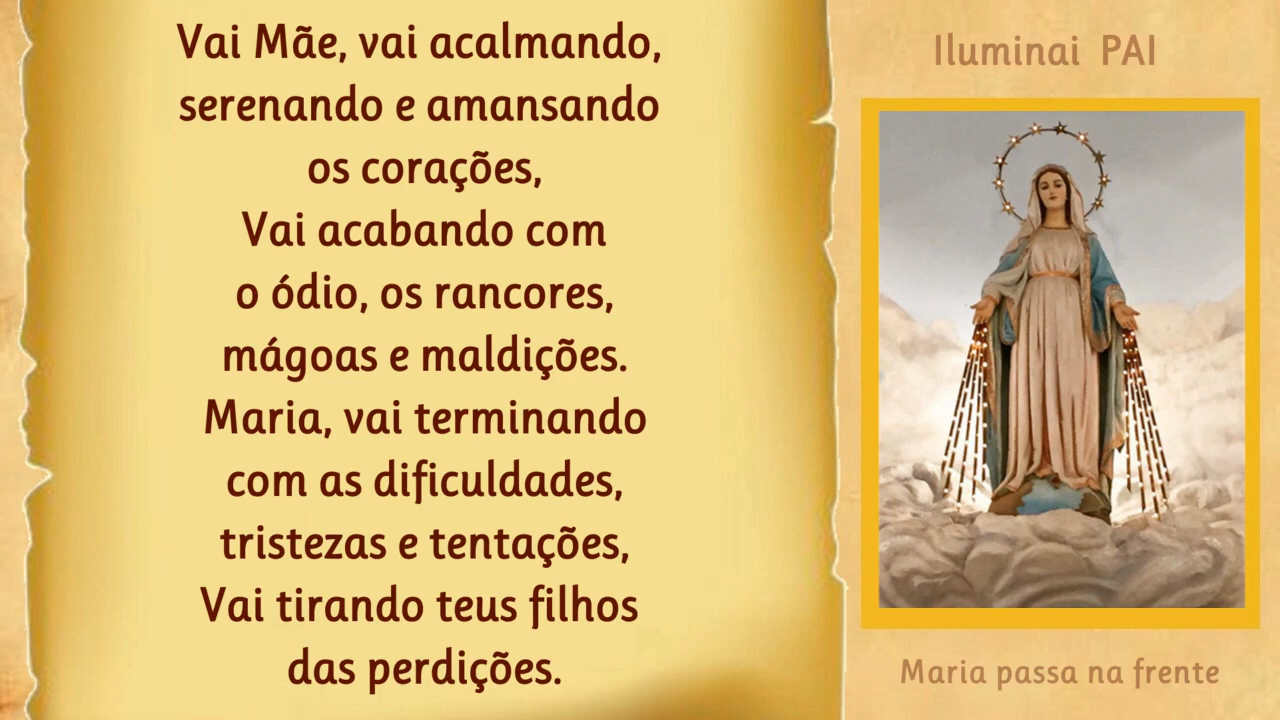 Vai Mãe, vai acalmando,
serenando e amansando
os corações,
Vai acabando com
o ódio, os rancores,
mágoas e maldições.
Maria, vai terminando
com as dificuldades,
tristezas e tentações,
Vai tirando teus filhos
das perdições.
Iluminai PAI
Maria passa na frente